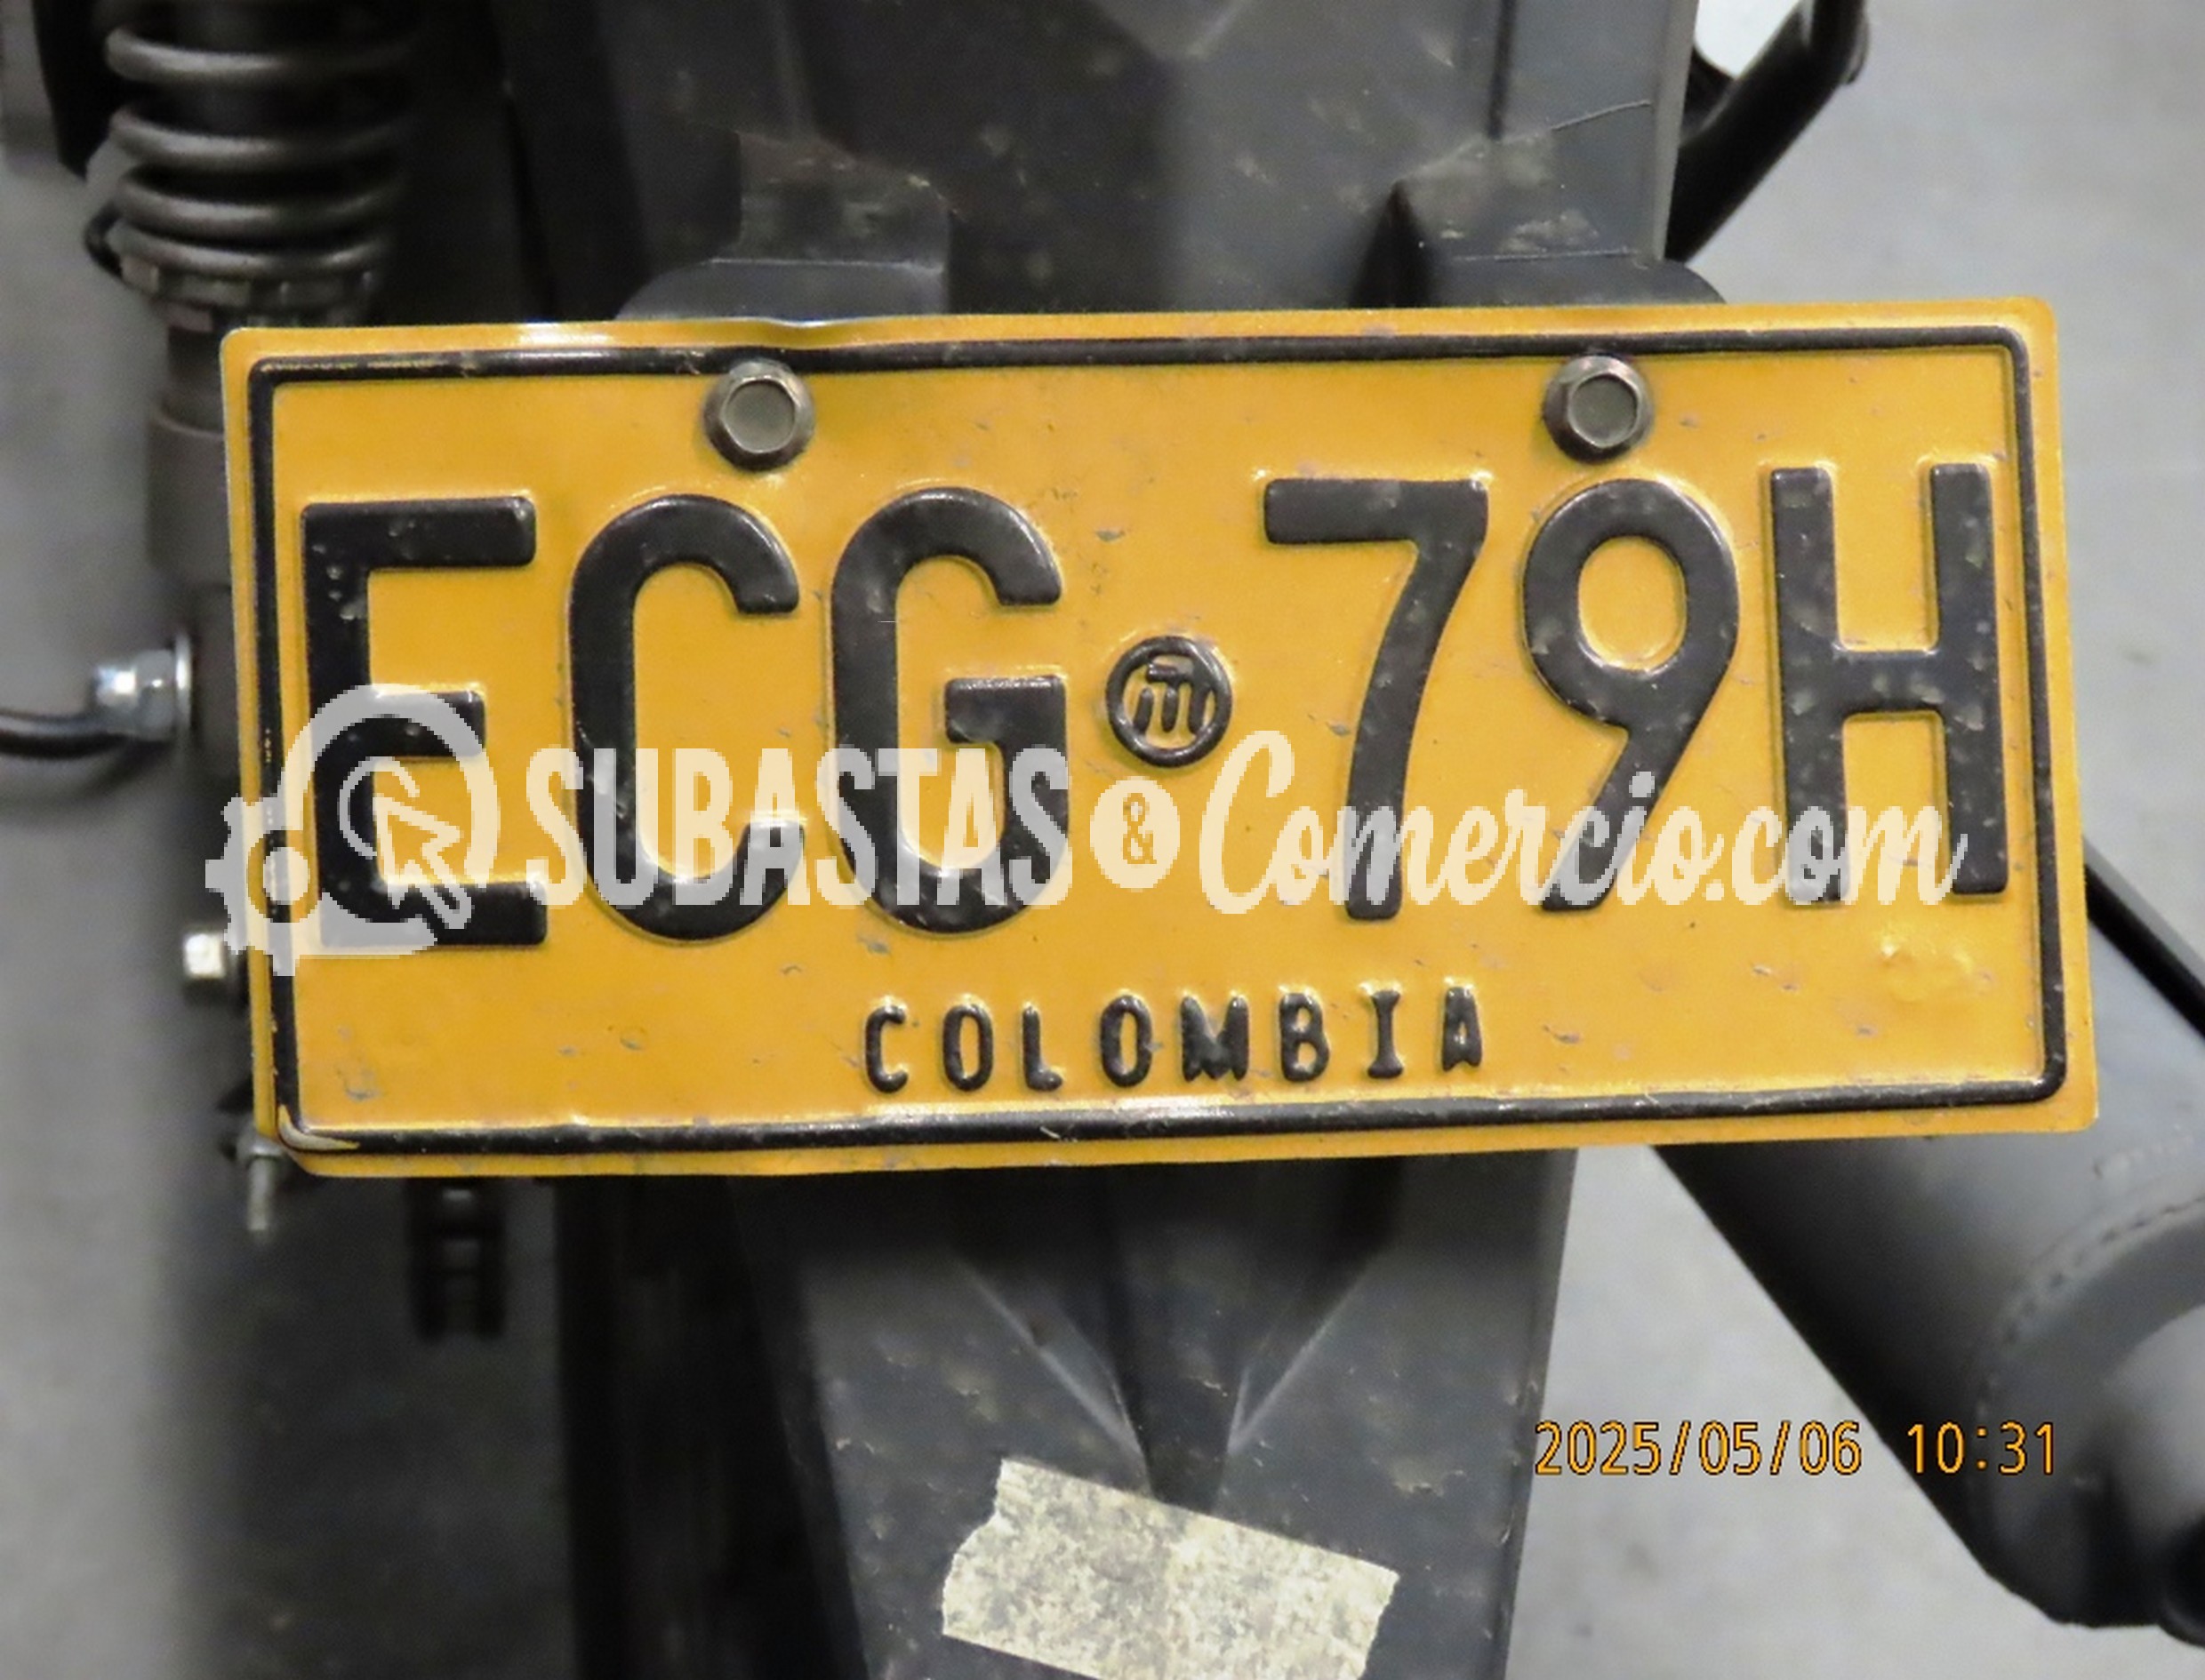 ECG 79H
SUBASTAS & Comercio.com
COLOMBIA
2025/05/06 10:31